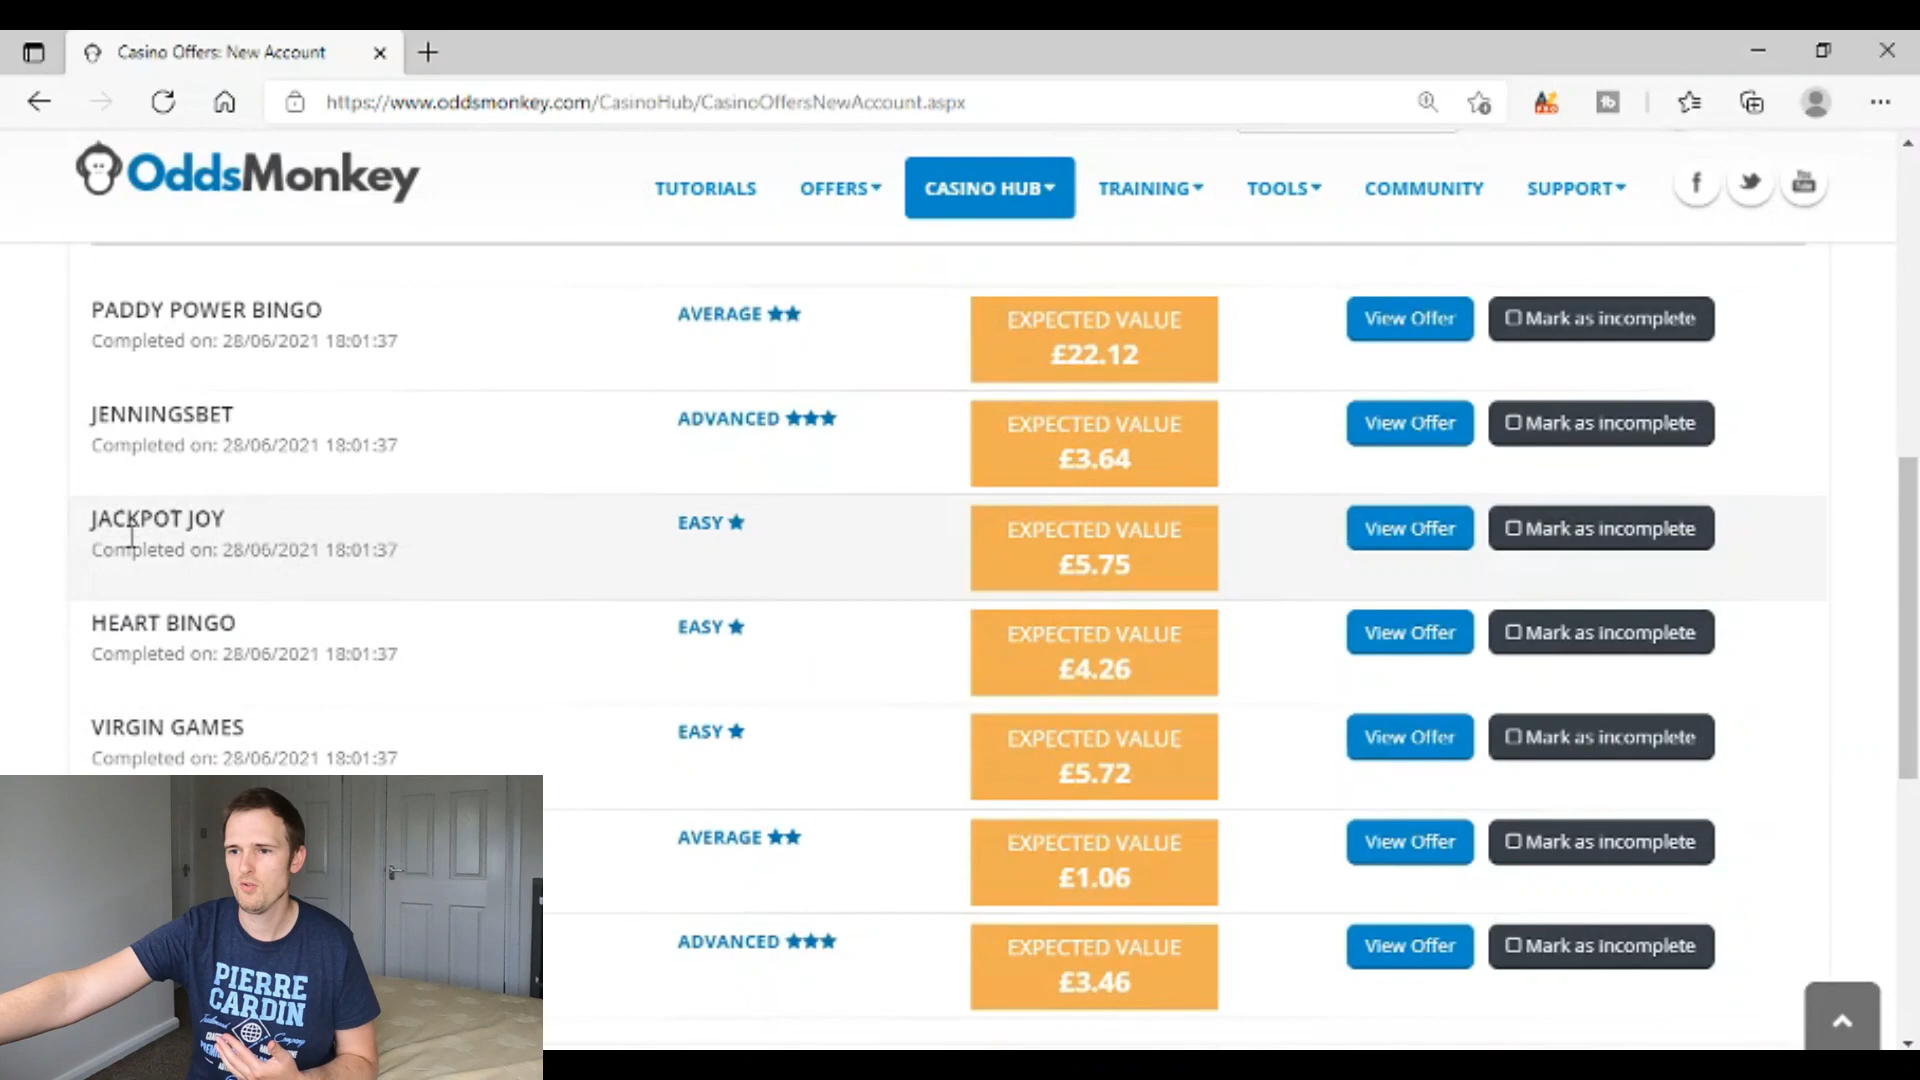 Casino Offers: New Account
https://www.oddsmonkey.com/CasinoHub/CasinoOffersNewAccount.aspx
OddsMonkey
TUTORIALS OFFERS CASINO HUB TRAINING TOOLS COMMUNITY SUPPORT
PADDY POWER BINGO
Completed on: 28/06/2021 18:01:37
AVERAGE
EXPECTED VALUE
£22.12
View Offer
Mark as incomplete
JENNINGSBET
Completed on: 28/06/2021 18:01:37
ADVANCED
EXPECTED VALUE
£3.64
View Offer
Mark as incomplete
JACKPOT JOY
Completed on: 28/06/2021 18:01:37
EASY
EXPECTED VALUE
£5.75
View Offer
Mark as incomplete
HEART BINGO
Completed on: 28/06/2021 18:01:37
EASY
EXPECTED VALUE
£4.26
View Offer
Mark as incomplete
VIRGIN GAMES
Completed on: 28/06/2021 18:01:37
EASY
EXPECTED VALUE
£5.72
View Offer
Mark as incomplete
AVERAGE
EXPECTED VALUE
£1.06
View Offer
Mark as incomplete
ADVANCED
EXPECTED VALUE
£3.46
View Offer
Mark as incomplete
PIERRE
CARDIN